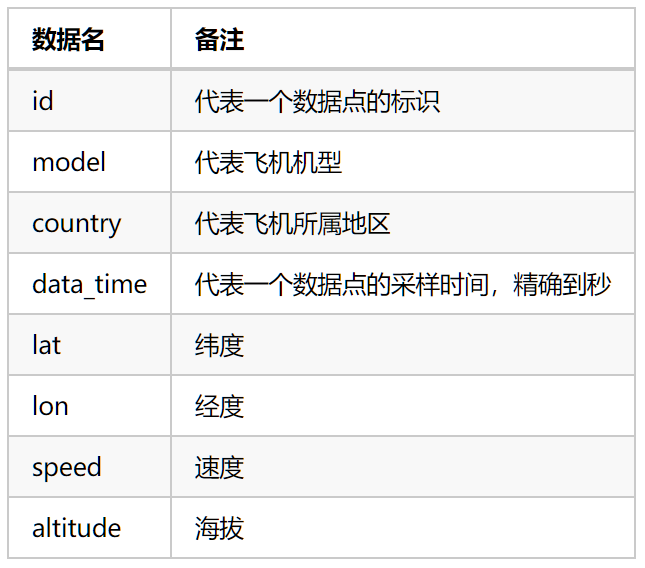 数据名 备注
id 代表一个数据点的标识
model 代表飞机机型
country 代表飞机所属地区
data_time 代表一个数据点的采样时间，精确到秒
lat 纬度
lon 经度
speed 速度
altitude 海拔